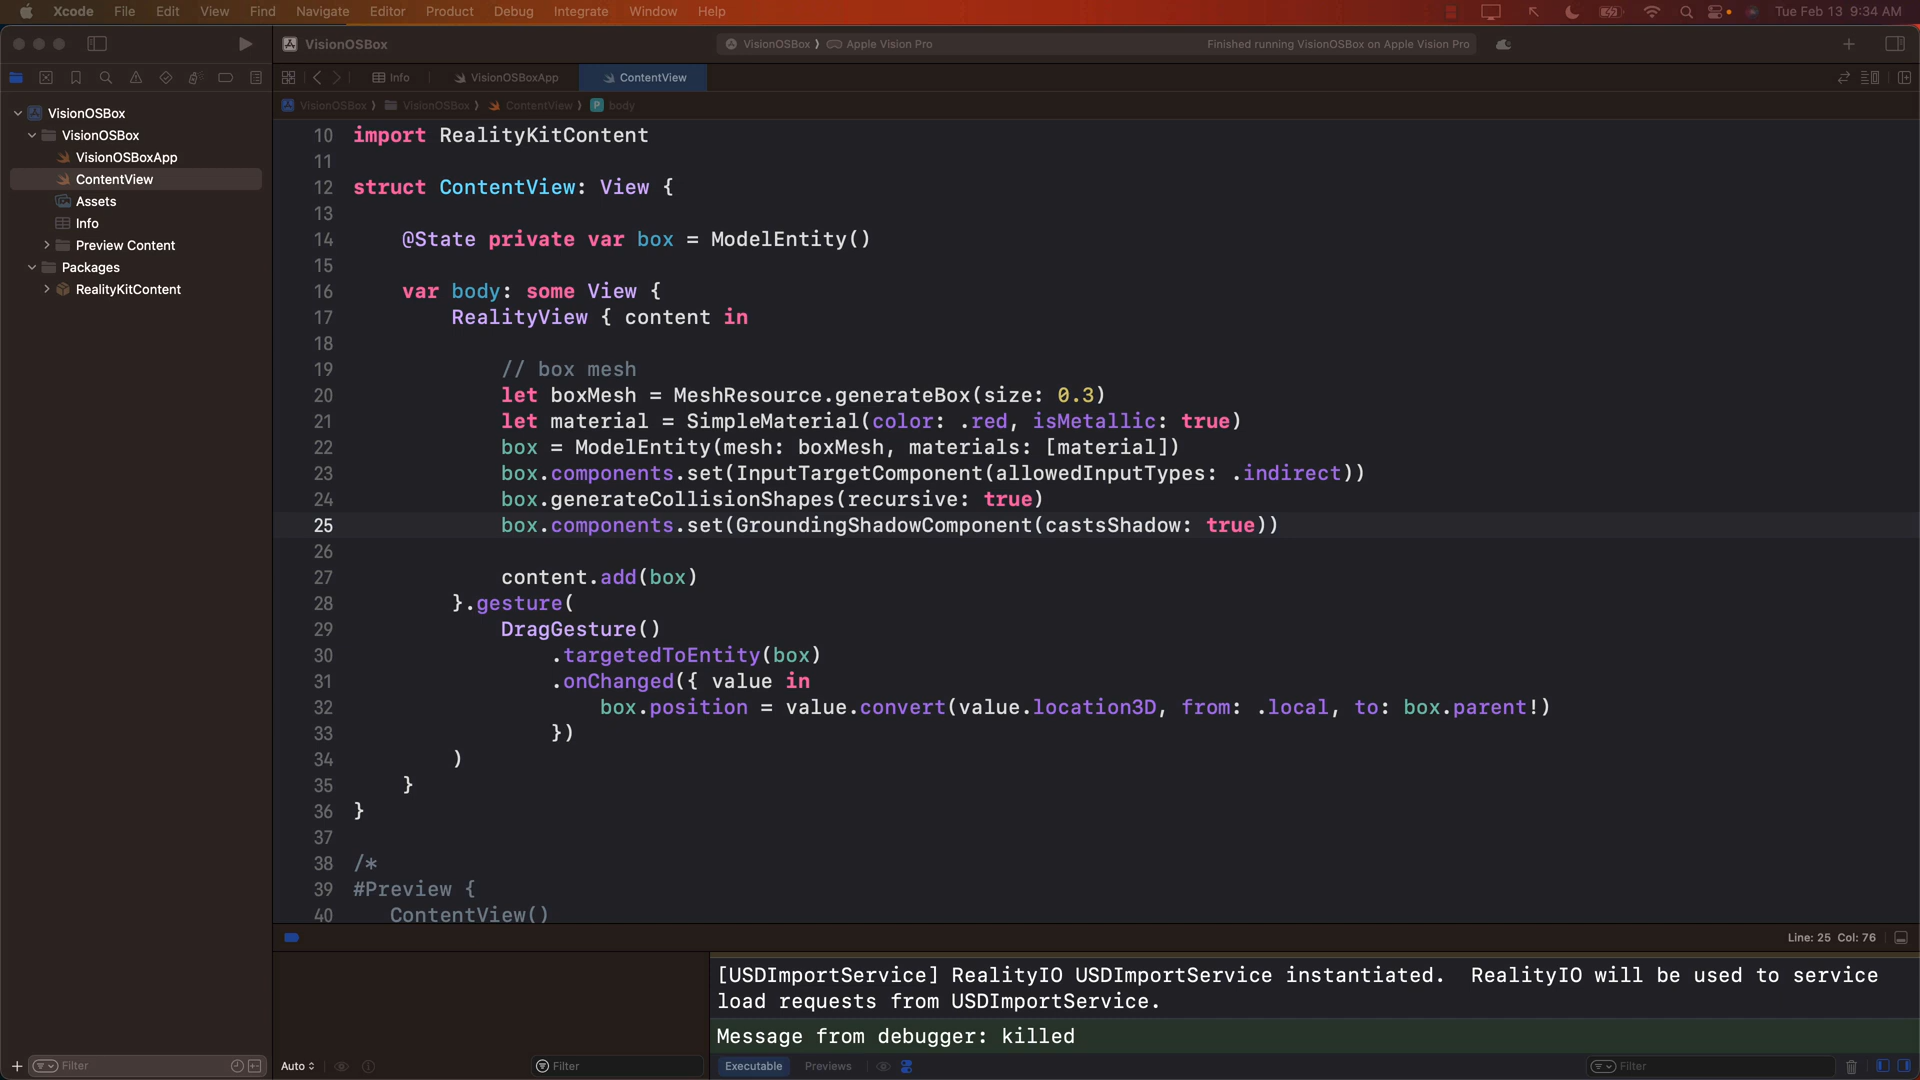 Xcode File Edit View Find Navigate Editor Product Debug Integrate Window Help Tue Feb 13 9:34 AM
VisionOSBox VisionOSBox ⟩ Apple Vision Pro Finished running VisionOSBox on Apple Vision Pro
Info VisionOSBoxApp ContentView
VisionOSBox ⟩ VisionOSBox ⟩ ContentView ⟩ P body
VisionOSBox
VisionOSBox
VisionOSBoxApp
ContentView
Assets
Info
Preview Content
Packages
RealityKitContent
10 import RealityKitContent
11
12 struct ContentView: View {
13
14 @State private var box = ModelEntity()
15
16 var body: some View {
17 RealityView { content in
18
19 // box mesh
20 let boxMesh = MeshResource.generateBox(size: 0.3)
21 let material = SimpleMaterial(color: .red, isMetallic: true)
22 box = ModelEntity(mesh: boxMesh, materials: [material])
23 box.components.set(InputTargetComponent(allowedInputTypes: .indirect))
24 box.generateCollisionShapes(recursive: true)
25 box.components.set(GroundingShadowComponent(castsShadow: true))
26
27 content.add(box)
28 }.gesture(
29 DragGesture()
30 .targetedToEntity(box)
31 .onChanged({ value in
32 box.position = value.convert(value.location3D, from: .local, to: box.parent!)
33 })
34 )
35 }
36 }
37
38 /*
39 #Preview {
40 ContentView()
Line: 25 Col: 76
[USDImportService] RealityIO USDImportService instantiated. RealityIO will be used to service
load requests from USDImportService.
Message from debugger: killed
Filter Auto Filter Executable Previews Filter